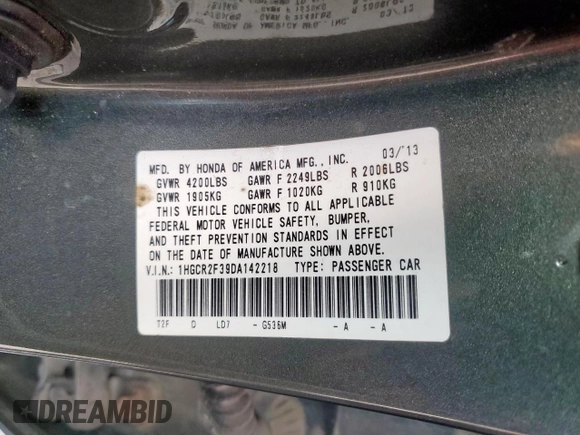 03/'13
MFD. BY HONDA OF AMERICA MFG., INC.
GVWR 4200LBS GAWR F 2249LBS R 2006LBS
GVWR 1905KG GAWR F 1020KG R 910KG
THIS VEHICLE CONFORMS TO ALL APPLICABLE
FEDERAL MOTOR VEHICLE SAFETY, BUMPER,
AND THEFT PREVENTION STANDARDS IN EFFECT
ON THE DATE OF MANUFACTURE SHOWN ABOVE.
V.I.N.: 1HGCR2F39DA142218 TYPE: PASSENGER CAR
T2F D LD7 - G536M - A - A
DREAMBID